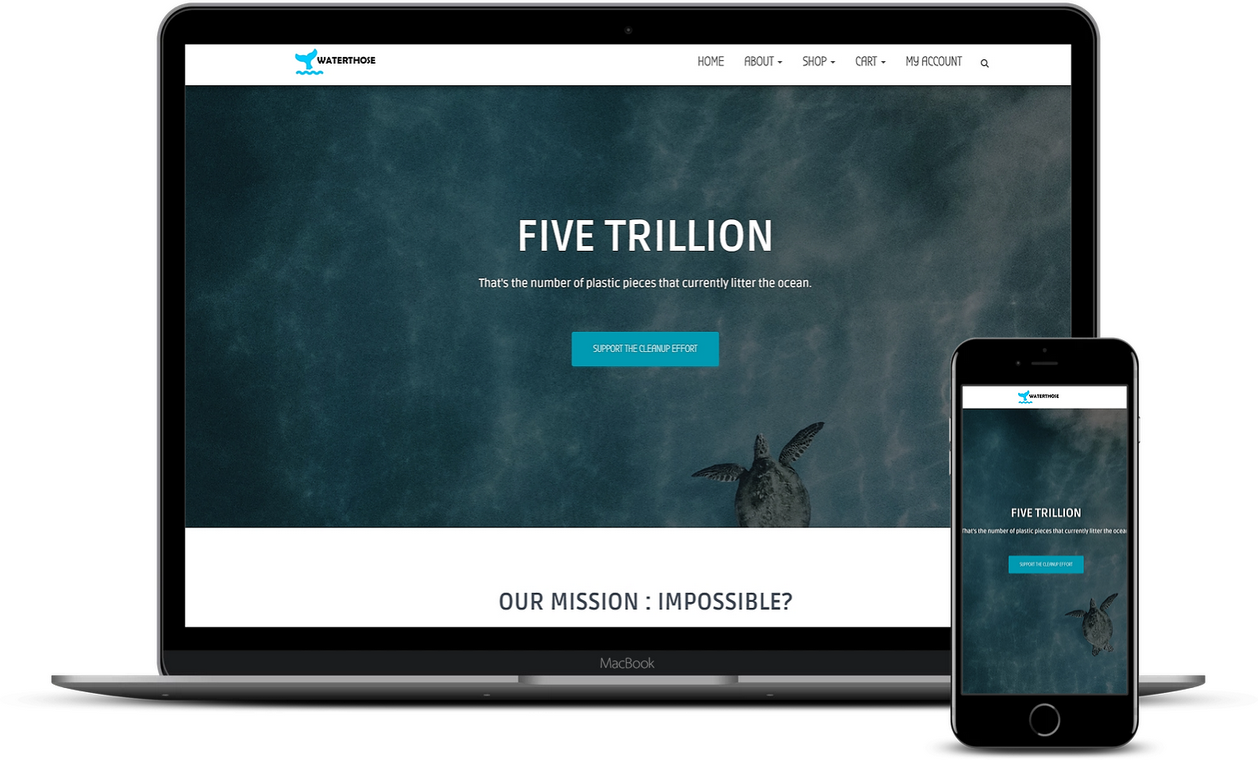 WATERTHOSE
HOME ABOUT SHOP CART MY ACCOUNT
FIVE TRILLION
That's the number of plastic pieces that currently litter the ocean.
SUPPORT THE CLEANUP EFFORT
OUR MISSION : IMPOSSIBLE?
MacBook
WATERTHOSE
FIVE TRILLION
That's the number of plastic pieces that currently litter the ocean
SUPPORT THE CLEANUP EFFORT